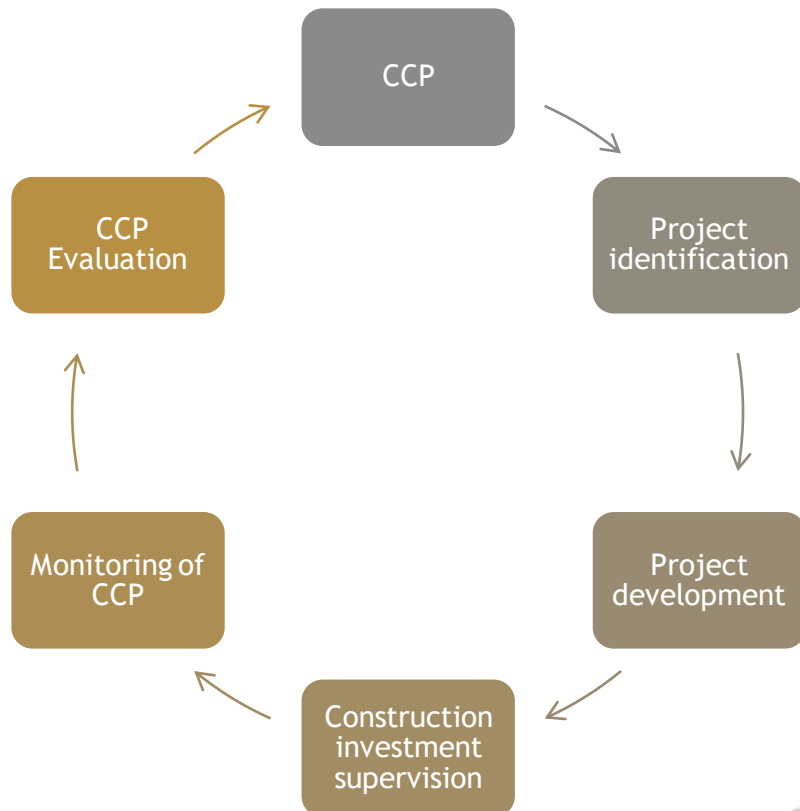 CCP
Project
identification
Project
development
Construction
investment
supervision
Monitoring of
CCP
CCP
Evaluation